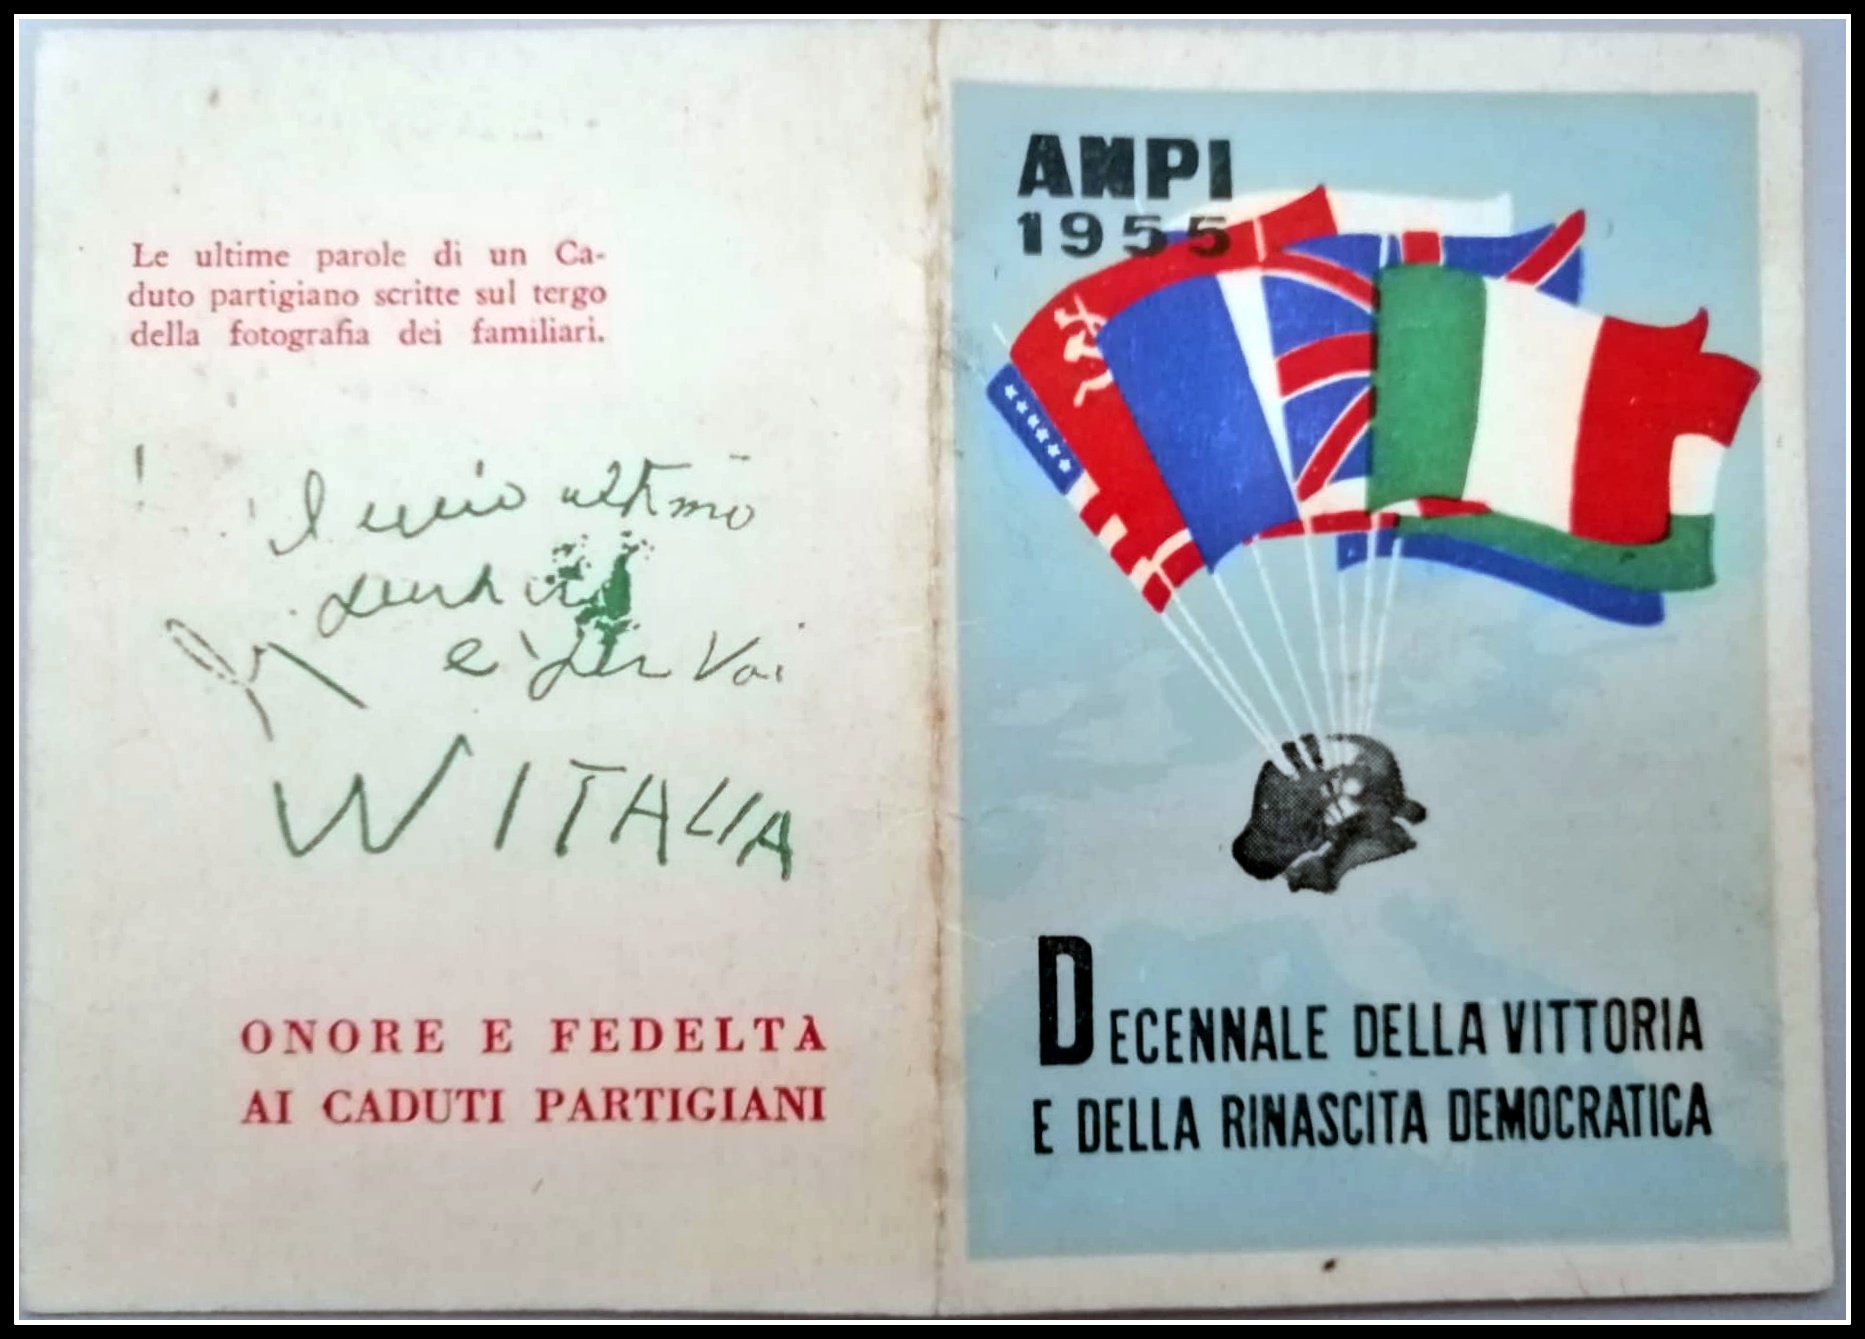 Le ultime parole di un Ca-
duto partigiano scritte sul tergo
della fotografia dei familiari.
Il mio ultimo
e' per Voi
W ITALIA
ONORE E FEDELTÀ
AI CADUTI PARTIGIANI
ANPI
1955
DECENNALE DELLA VITTORIA
E DELLA RINASCITA DEMOCRATICA